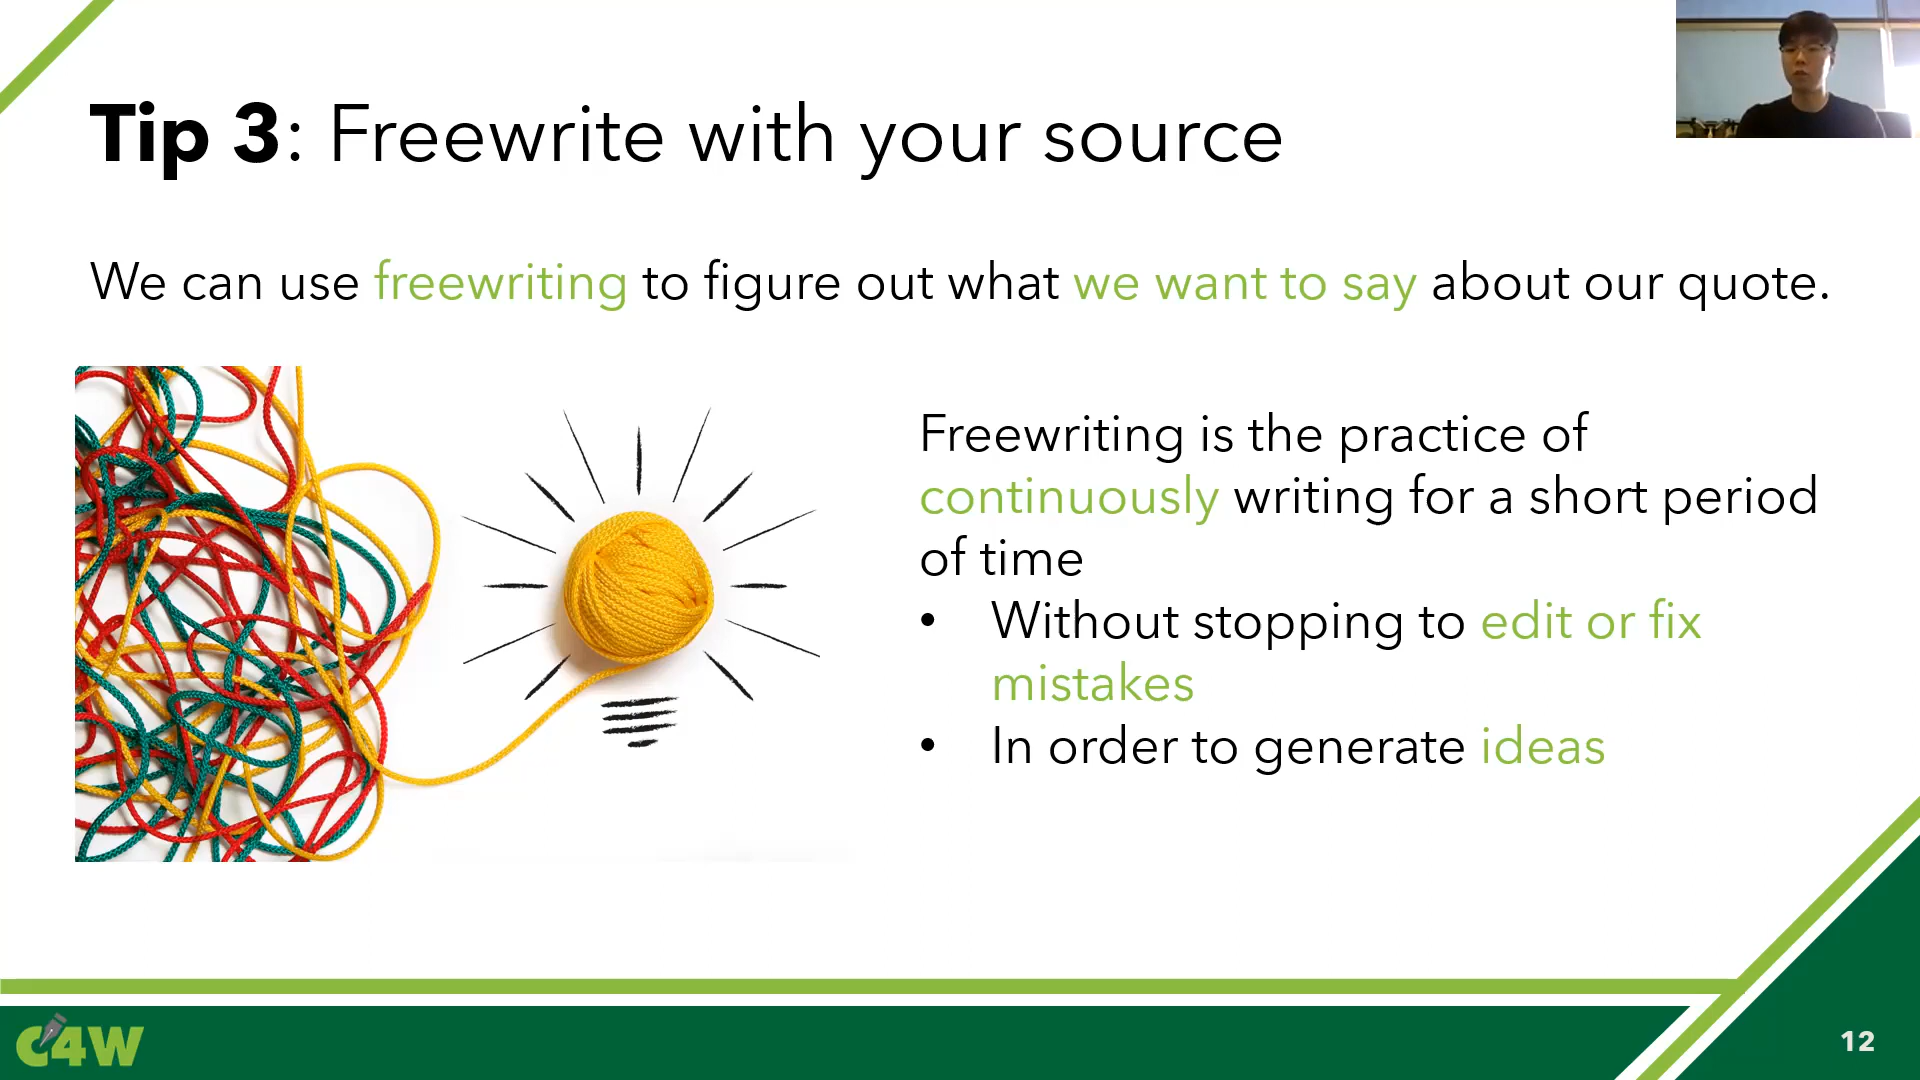 Tip 3: Freewrite with your source
We can use freewriting to figure out what we want to say about our quote.
Freewriting is the practice of
continuously writing for a short period
of time
• Without stopping to edit or fix
mistakes
• In order to generate ideas
C4W
12